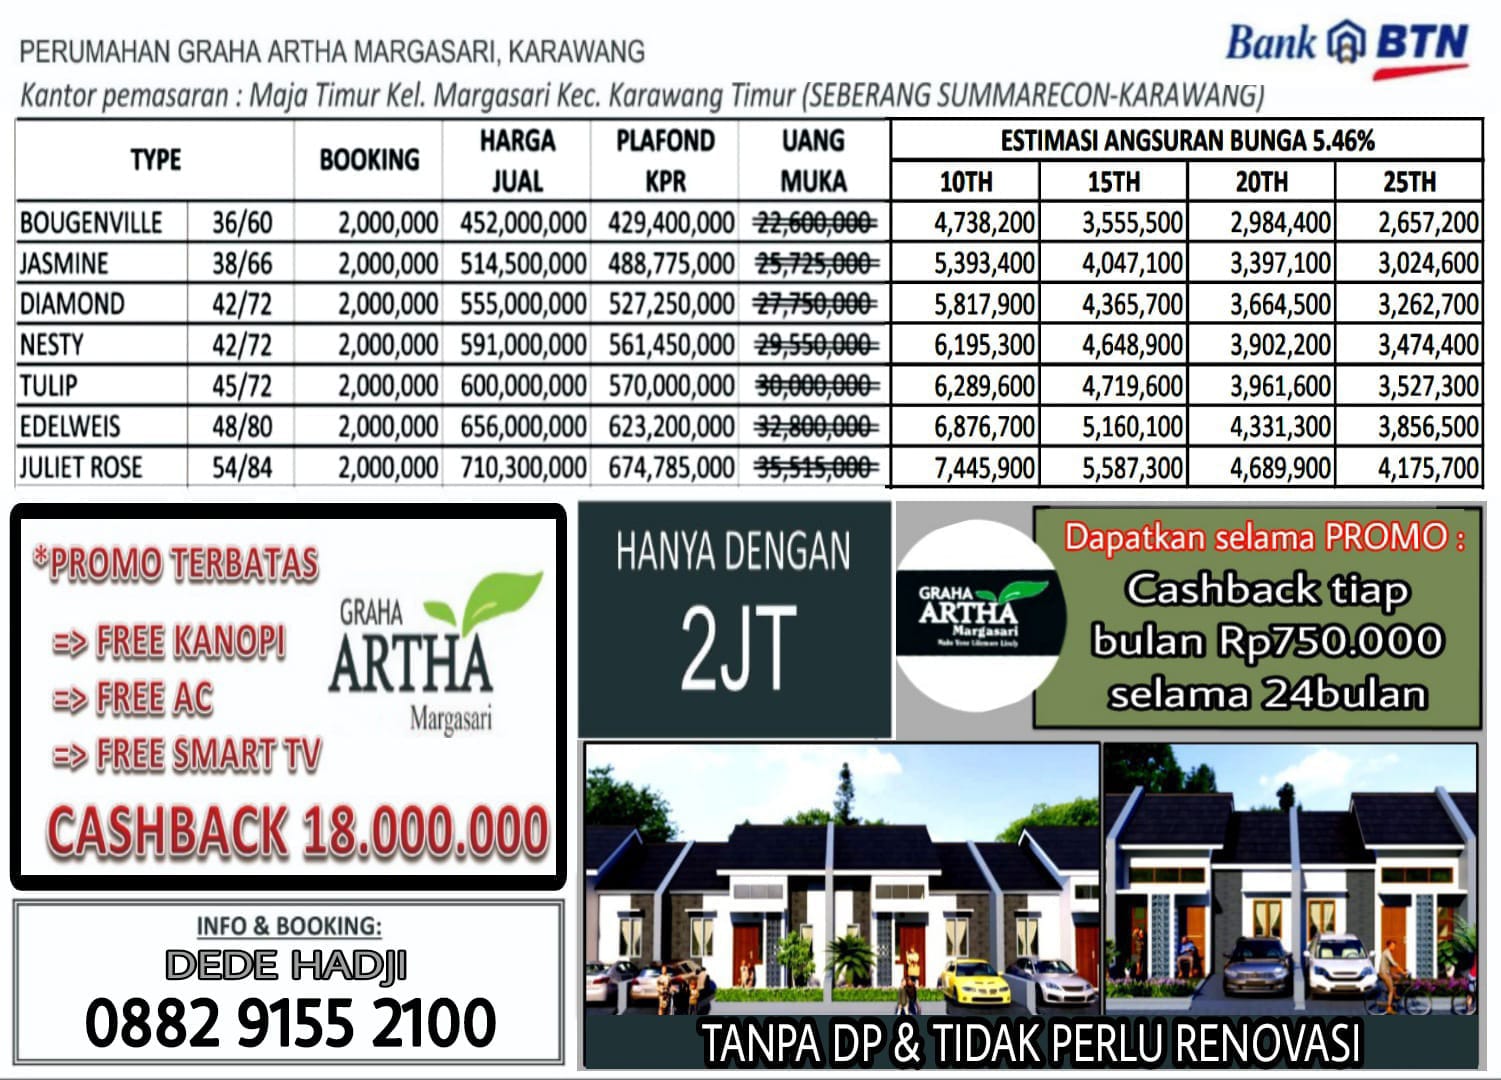 PERUMAHAN GRAHA ARTHA MARGASARI, KARAWANG
Bank BTN
Kantor pemasaran : Maja Timur Kel. Margasari Kec. Karawang Timur (SEBERANG SUMMARECON-KARAWANG)
TYPE BOOKING HARGA JUAL PLAFOND KPR UANG MUKA ESTIMASI ANGSURAN BUNGA 5.46%
10TH 15TH 20TH 25TH
BOUGENVILLE 36/60 2,000,000 452,000,000 429,400,000 22,600,000 4,738,200 3,555,500 2,984,400 2,657,200
JASMINE 38/66 2,000,000 514,500,000 488,775,000 25,725,000 5,393,400 4,047,100 3,397,100 3,024,600
DIAMOND 42/72 2,000,000 555,000,000 527,250,000 27,750,000 5,817,900 4,365,700 3,664,500 3,262,700
NESTY 42/72 2,000,000 591,000,000 561,450,000 29,550,000 6,195,300 4,648,900 3,902,200 3,474,400
TULIP 45/72 2,000,000 600,000,000 570,000,000 30,000,000 6,289,600 4,719,600 3,961,600 3,527,300
EDELWEIS 48/80 2,000,000 656,000,000 623,200,000 32,800,000 6,876,700 5,160,100 4,331,300 3,856,500
JULIET ROSE 54/84 2,000,000 710,300,000 674,785,000 35,515,000 7,445,900 5,587,300 4,689,900 4,175,700
*PROMO TERBATAS
=> FREE KANOPI
=> FREE AC
=> FREE SMART TV
CASHBACK 18.000.000
GRAHA
ARTHA
Margasari
HANYA DENGAN
2JT
GRAHA
ARTHA
Margasari
Dapatkan selama PROMO :
Cashback tiap
bulan Rp750.000
selama 24bulan
INFO & BOOKING:
DEDE HADJI
0882 9155 2100
TANPA DP & TIDAK PERLU RENOVASI